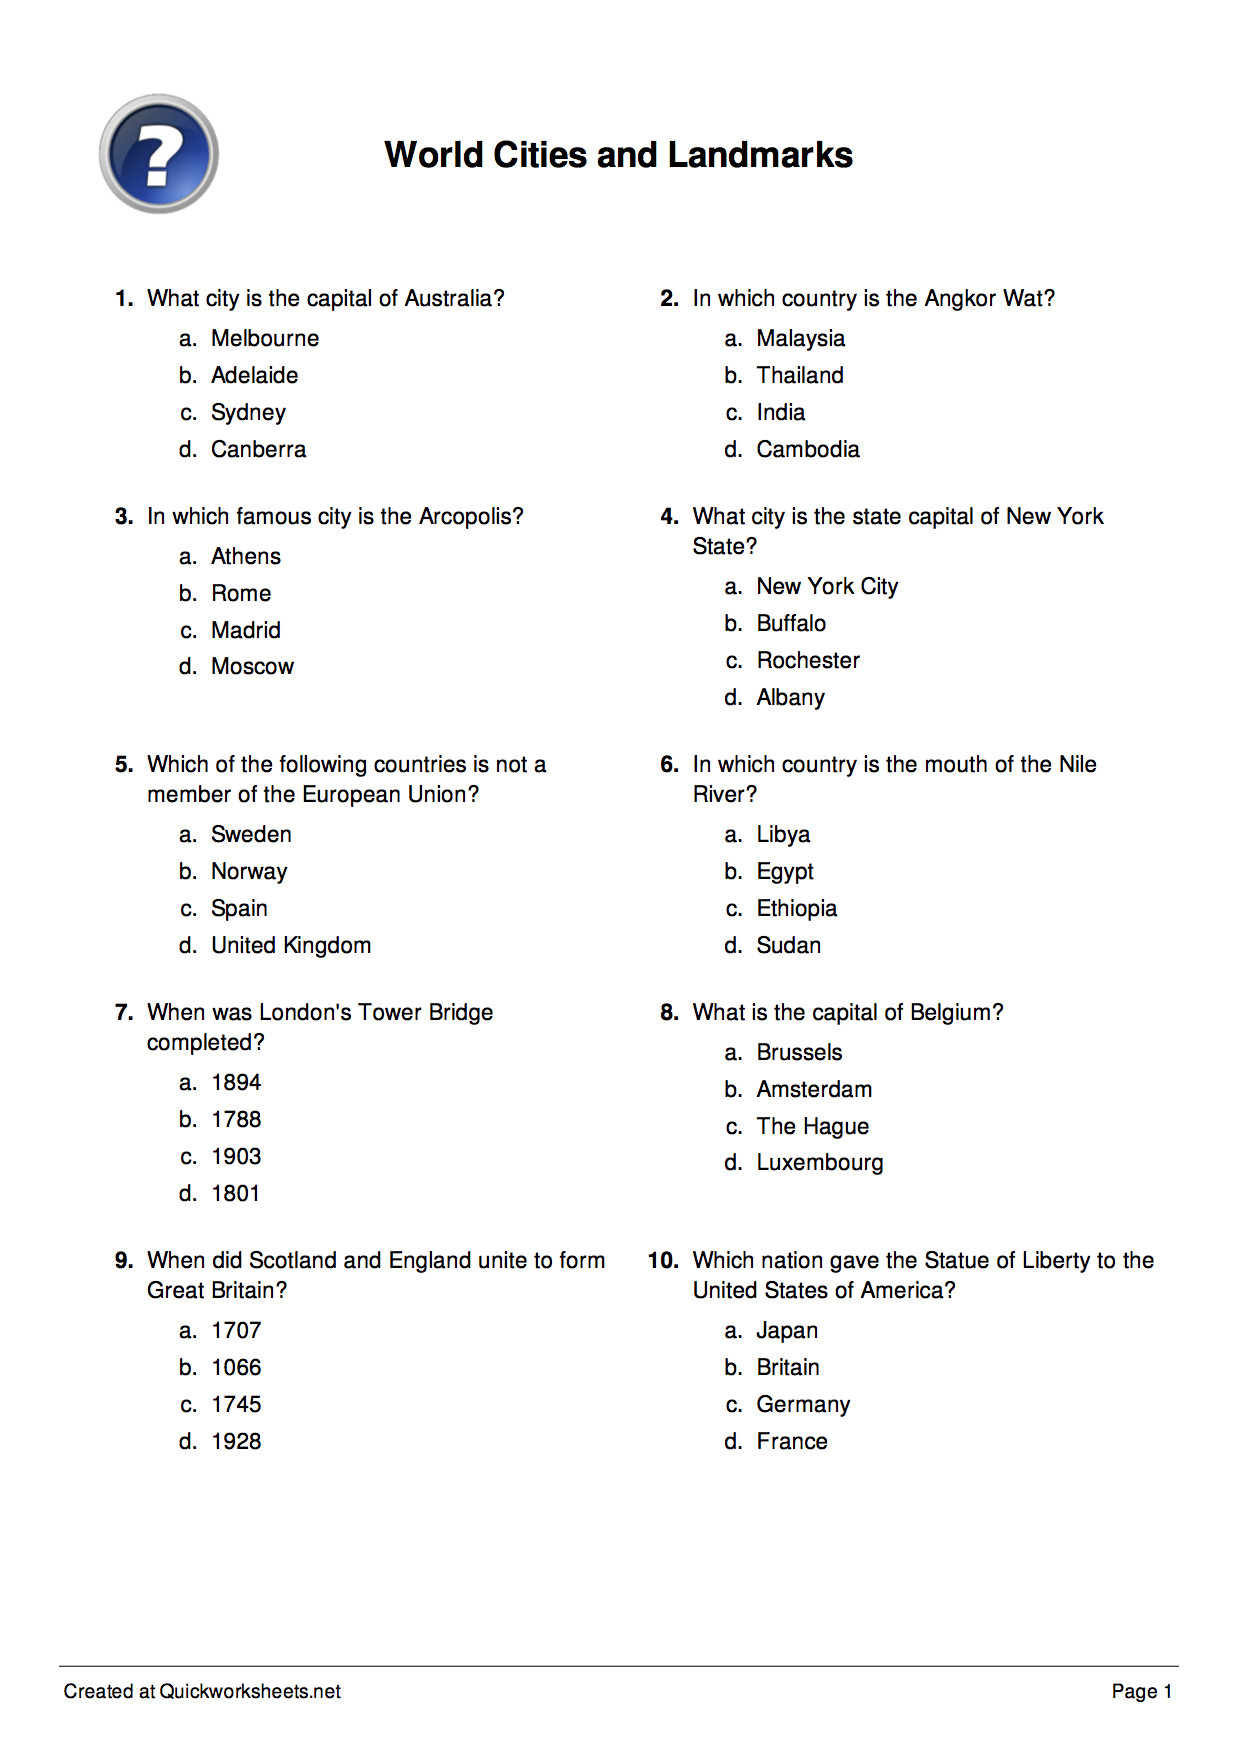 ?
World Cities and Landmarks
1. What city is the capital of Australia?
a. Melbourne
b. Adelaide
c. Sydney
d. Canberra
2. In which country is the Angkor Wat?
a. Malaysia
b. Thailand
c. India
d. Cambodia
3. In which famous city is the Arcopolis?
a. Athens
b. Rome
c. Madrid
d. Moscow
4. What city is the state capital of New York
State?
a. New York City
b. Buffalo
c. Rochester
d. Albany
5. Which of the following countries is not a
member of the European Union?
a. Sweden
b. Norway
c. Spain
d. United Kingdom
6. In which country is the mouth of the Nile
River?
a. Libya
b. Egypt
c. Ethiopia
d. Sudan
7. When was London's Tower Bridge
completed?
a. 1894
b. 1788
c. 1903
d. 1801
8. What is the capital of Belgium?
a. Brussels
b. Amsterdam
c. The Hague
d. Luxembourg
9. When did Scotland and England unite to form
Great Britain?
a. 1707
b. 1066
c. 1745
d. 1928
10. Which nation gave the Statue of Liberty to the
United States of America?
a. Japan
b. Britain
c. Germany
d. France
Created at Quickworksheets.net
Page 1